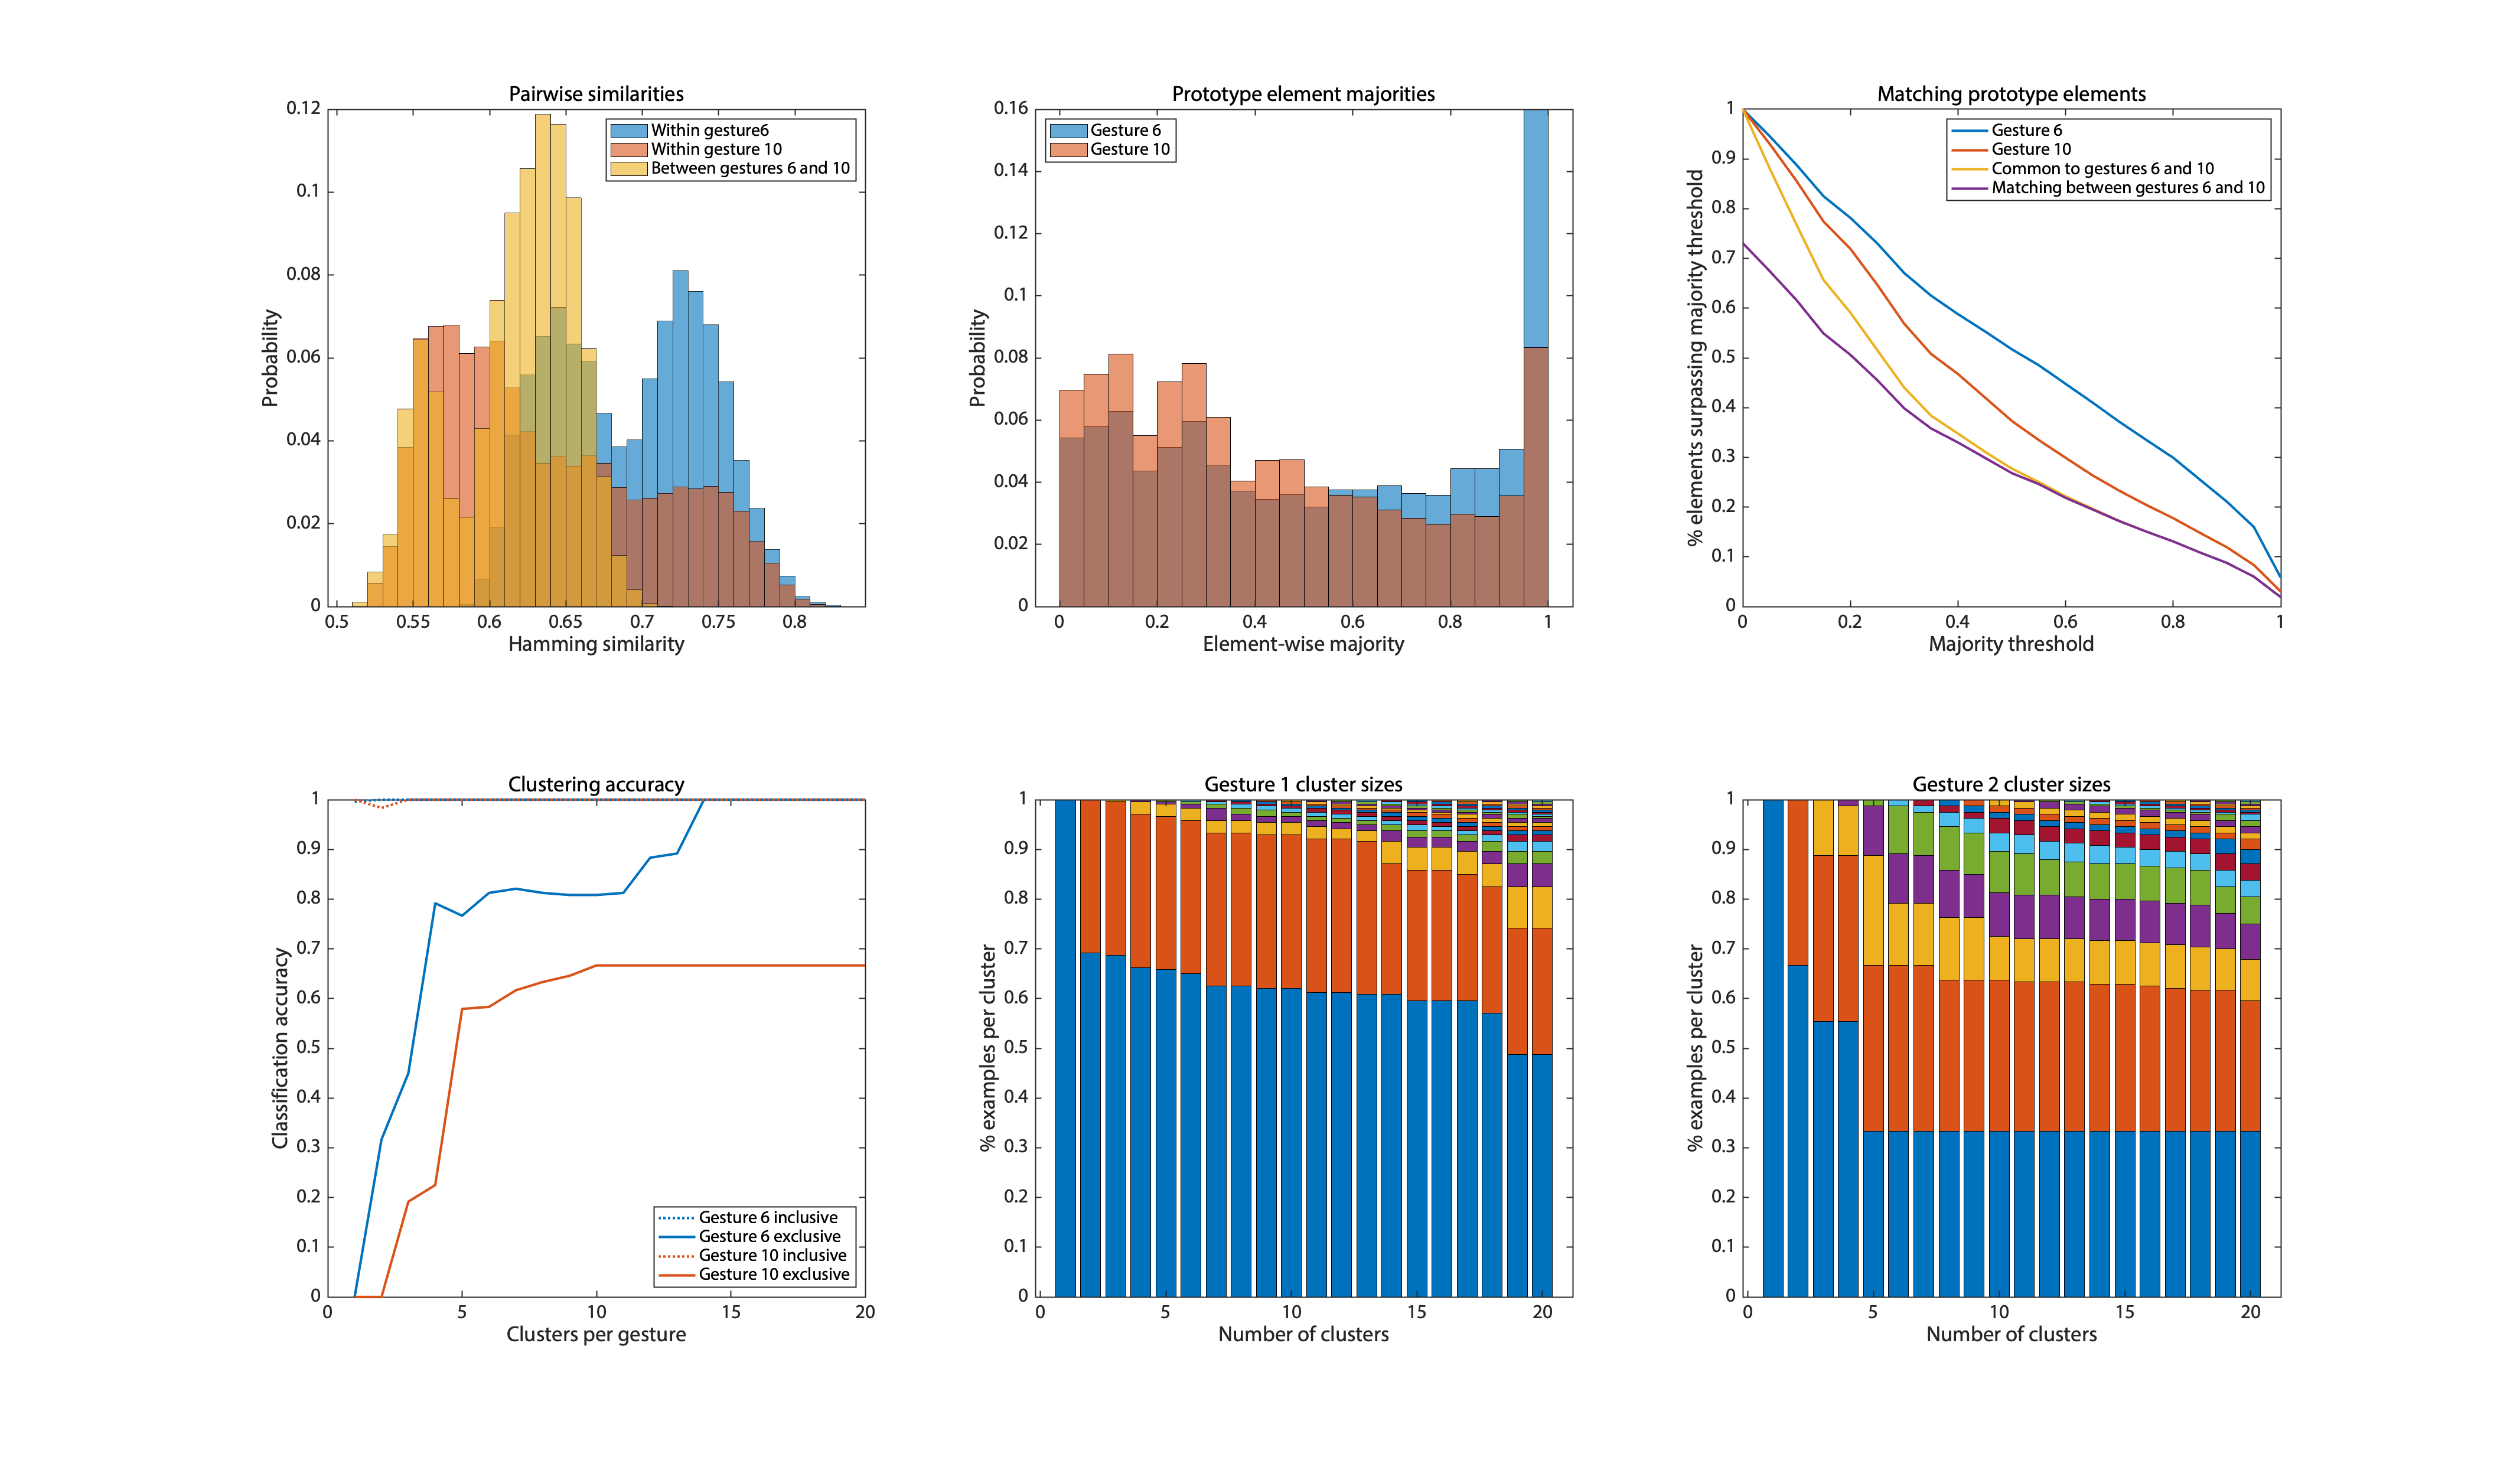 Pairwise similarities
0.12
0.1
0.08
0.06
0.04
0.02
0
Probability
0.5 0.55 0.6 0.65 0.7 0.75 0.8
Hamming similarity
Within gesture6
Within gesture 10
Between gestures 6 and 10
Prototype element majorities
0.16
0.14
0.12
0.1
0.08
0.06
0.04
0.02
0
Probability
0 0.2 0.4 0.6 0.8 1
Element-wise majority
Gesture 6
Gesture 10
Matching prototype elements
1
0.9
0.8
0.7
0.6
0.5
0.4
0.3
0.2
0.1
0
% elements surpassing majority threshold
0 0.2 0.4 0.6 0.8 1
Majority threshold
Gesture 6
Gesture 10
Common to gestures 6 and 10
Matching between gestures 6 and 10
Clustering accuracy
1
0.9
0.8
0.7
0.6
0.5
0.4
0.3
0.2
0.1
0
Classification accuracy
0 5 10 15 20
Clusters per gesture
Gesture 6 inclusive
Gesture 6 exclusive
Gesture 10 inclusive
Gesture 10 exclusive
Gesture 1 cluster sizes
1
0.9
0.8
0.7
0.6
0.5
0.4
0.3
0.2
0.1
0
% examples per cluster
0 5 10 15 20
Number of clusters
Gesture 2 cluster sizes
1
0.9
0.8
0.7
0.6
0.5
0.4
0.3
0.2
0.1
0
% examples per cluster
0 5 10 15 20
Number of clusters